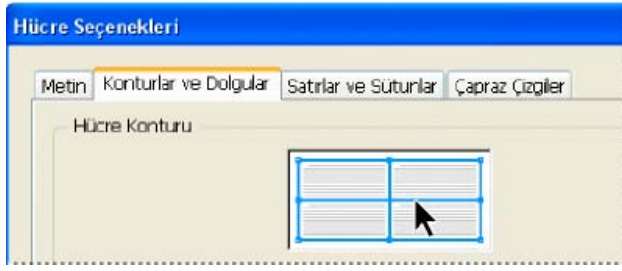 Hücre Seçenekleri
Metin Konturlar ve Dolgular Satırlar ve Sütunlar Çapraz Çizgiler
Hücre Konturu